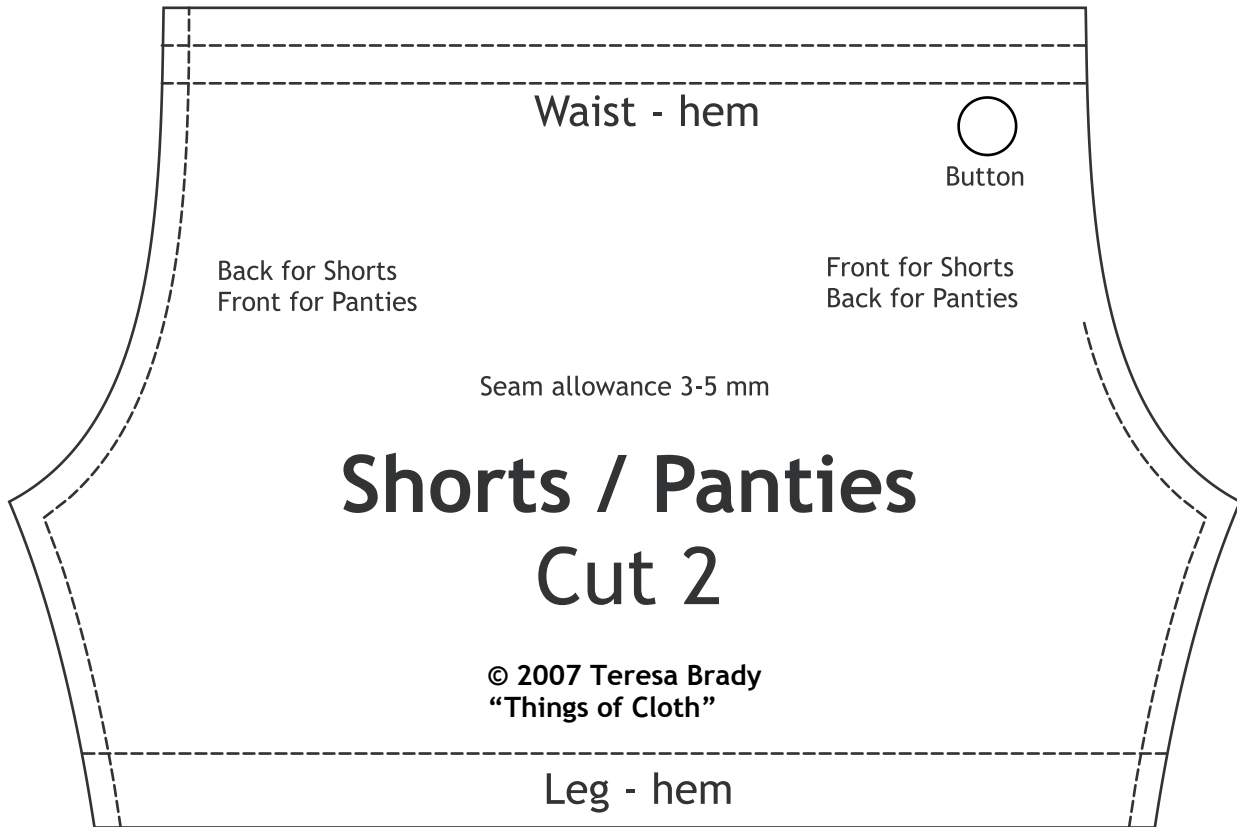 Waist - hem
Button
Back for Shorts
Front for Panties
Front for Shorts
Back for Panties
Seam allowance 3-5 mm
Shorts / Panties
Cut 2
© 2007 Teresa Brady
“Things of Cloth”
Leg - hem